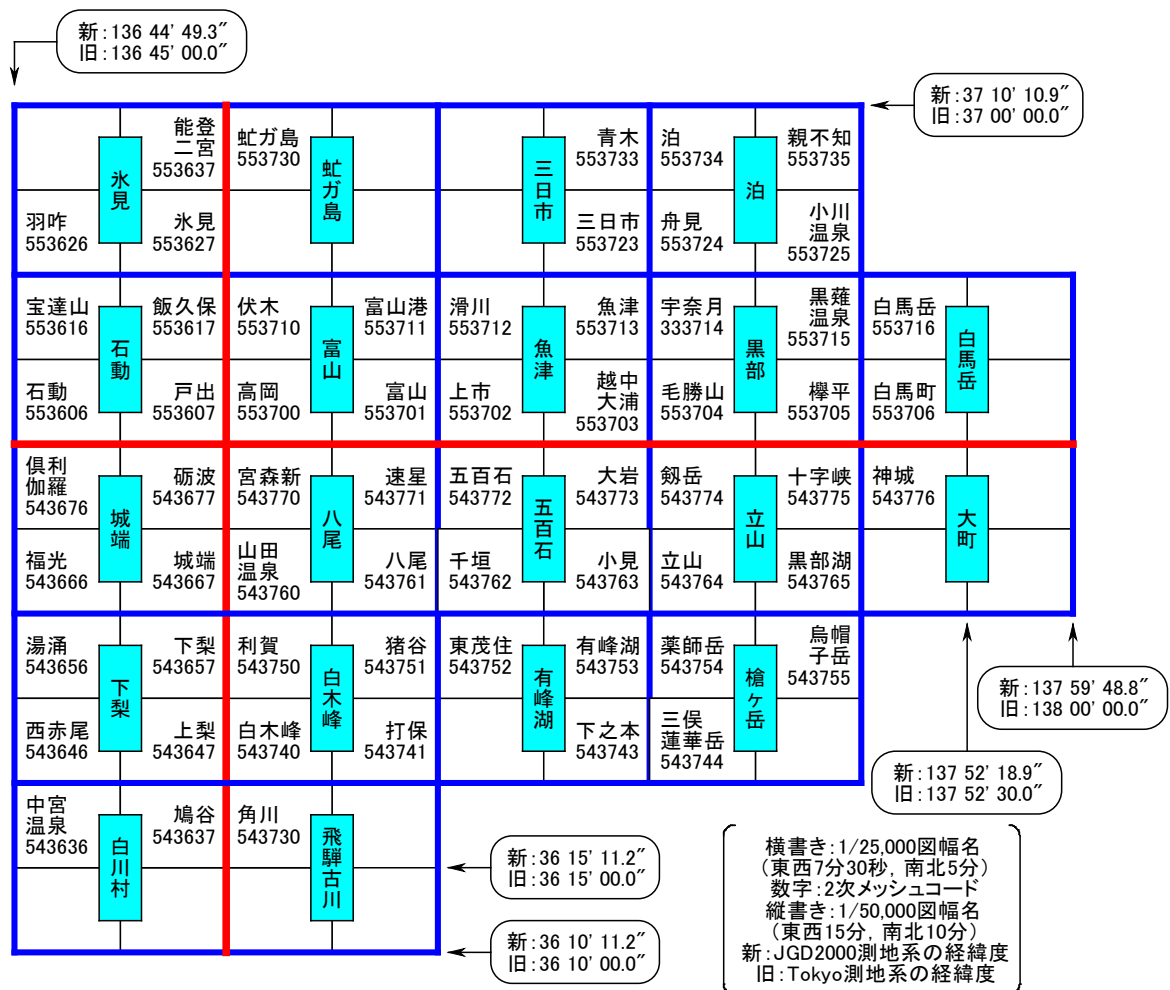 新:136 44' 49.3″
旧:136 45' 00.0″
新:37 10' 10.9″
旧:37 00' 00.0″
能登
二宮
553637
羽咋
553626
氷見
553627
氷見
虻ガ島
553730
虻ガ島
青木
553733
三日市
553723
三日市
泊
553734
親不知
553735
舟見
553724
小川
温泉
553725
泊
宝達山
553616
飯久保
553617
石動
553606
戸出
553607
石動
伏木
553710
富山港
553711
高岡
553700
富山
553701
富山
滑川
553712
魚津
553713
上市
553702
越中
大浦
553703
魚津
宇奈月
333714
黒薙
温泉
553715
毛勝山
553704
欅平
553705
黒部
白馬岳
553716
白馬町
553706
白馬岳
倶利
伽羅
543676
砺波
543677
福光
543666
城端
543667
城端
宮森新
543770
速星
543771
山田
温泉
543760
八尾
543761
八尾
五百石
543772
大岩
543773
千垣
543762
小見
543763
五百石
剱岳
543774
十字峡
543775
立山
543764
黒部湖
543765
立山
神城
543776
大町
湯涌
543656
下梨
543657
西赤尾
543646
上梨
543647
下梨
利賀
543750
猪谷
543751
白木峰
543740
打保
543741
白木峰
東茂住
543752
有峰湖
543753
下之本
543743
有峰湖
薬師岳
543754
烏帽
子岳
543755
三俣
蓮華岳
543744
槍ヶ岳
新:137 59' 48.8″
旧:138 00' 00.0″
新:137 52' 18.9″
旧:137 52' 30.0″
中宮
温泉
543636
鳩谷
543637
白川村
角川
543730
飛騨古川
新:36 15' 11.2″
旧:36 15' 00.0″
新:36 10' 11.2″
旧:36 10' 00.0″
横書き:1/25,000図幅名
(東西7分30秒, 南北5分)
数字:2次メッシュコード
縦書き:1/50,000図幅名
(東西15分, 南北10分)
新:JGD2000測地系の経緯度
旧:Tokyo測地系の経緯度